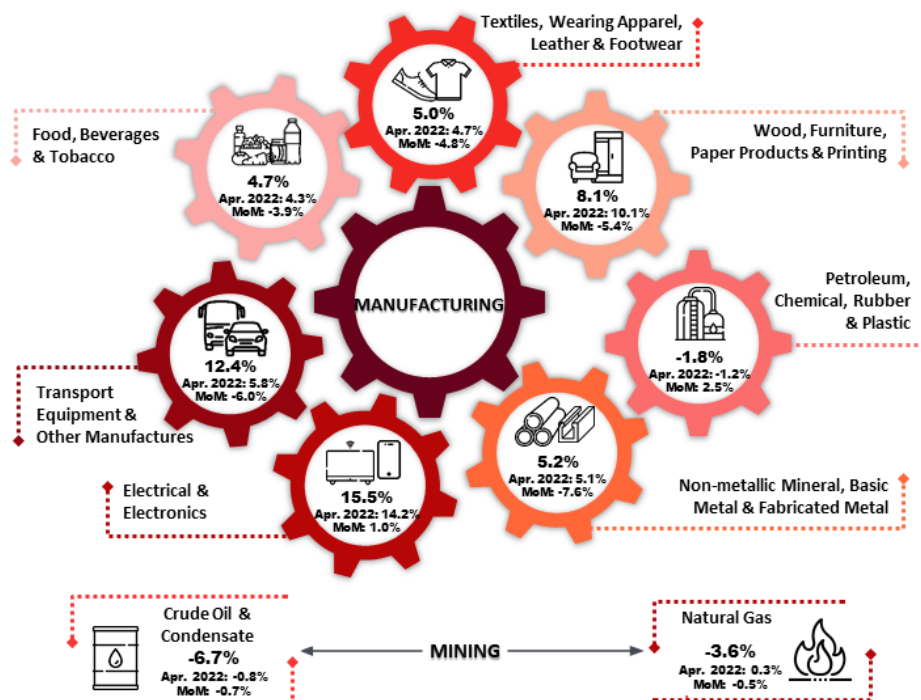 Textiles, Wearing Apparel,
Leather & Footwear
5.0%
Apr. 2022: 4.7%
MoM: -4.8%
Food, Beverages
& Tobacco
4.7%
Apr. 2022: 4.3%
MoM: -3.9%
Wood, Furniture,
Paper Products & Printing
8.1%
Apr. 2022: 10.1%
MoM: -5.4%
MANUFACTURING
Petroleum,
Chemical, Rubber
& Plastic
-1.8%
Apr. 2022: -1.2%
MoM: 2.5%
12.4%
Apr. 2022: 5.8%
MoM: -6.0%
Transport
Equipment &
Other Manufactures
5.2%
Apr. 2022: 5.1%
MoM: -7.6%
Non-metallic Mineral, Basic
Metal & Fabricated Metal
Electrical &
Electronics
15.5%
Apr. 2022: 14.2%
MoM: 1.0%
Crude Oil &
Condensate
-6.7%
Apr. 2022: -0.8%
MoM: -0.7%
MINING
Natural Gas
-3.6%
Apr. 2022: 0.3%
MoM: -0.5%